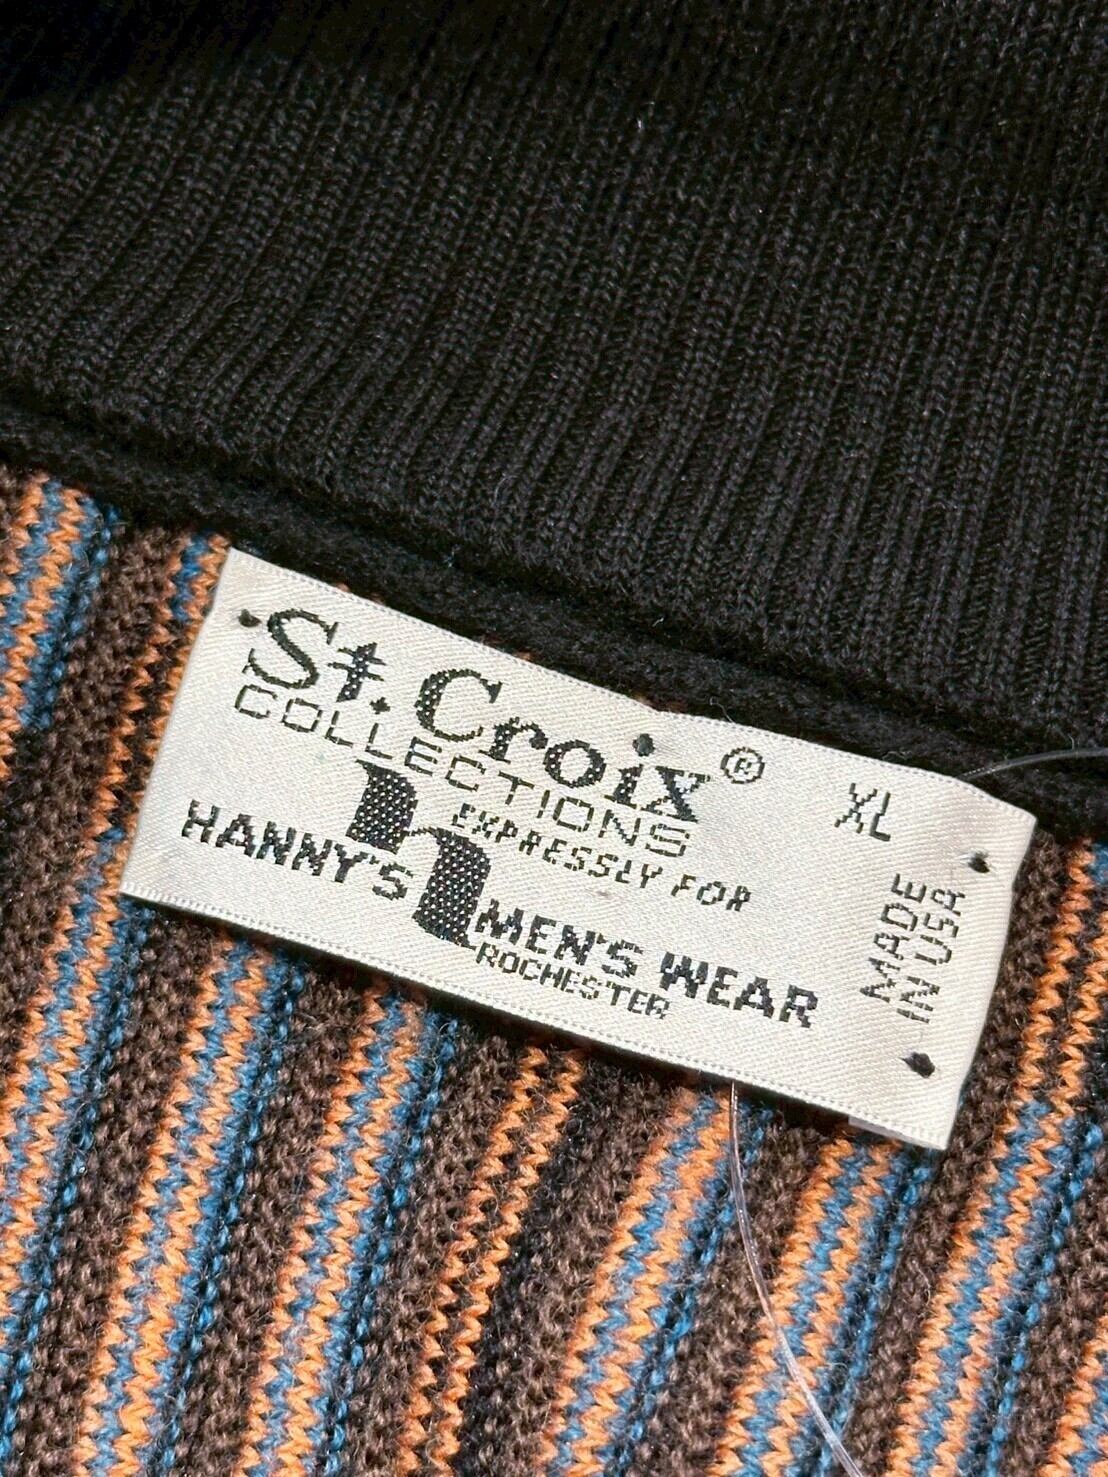 St. Croix®
COLLECTIONS
XL
EXPRESSLY FOR
h
HANNY'S
MEN'S WEAR
ROCHESTER
MADE
IN USA